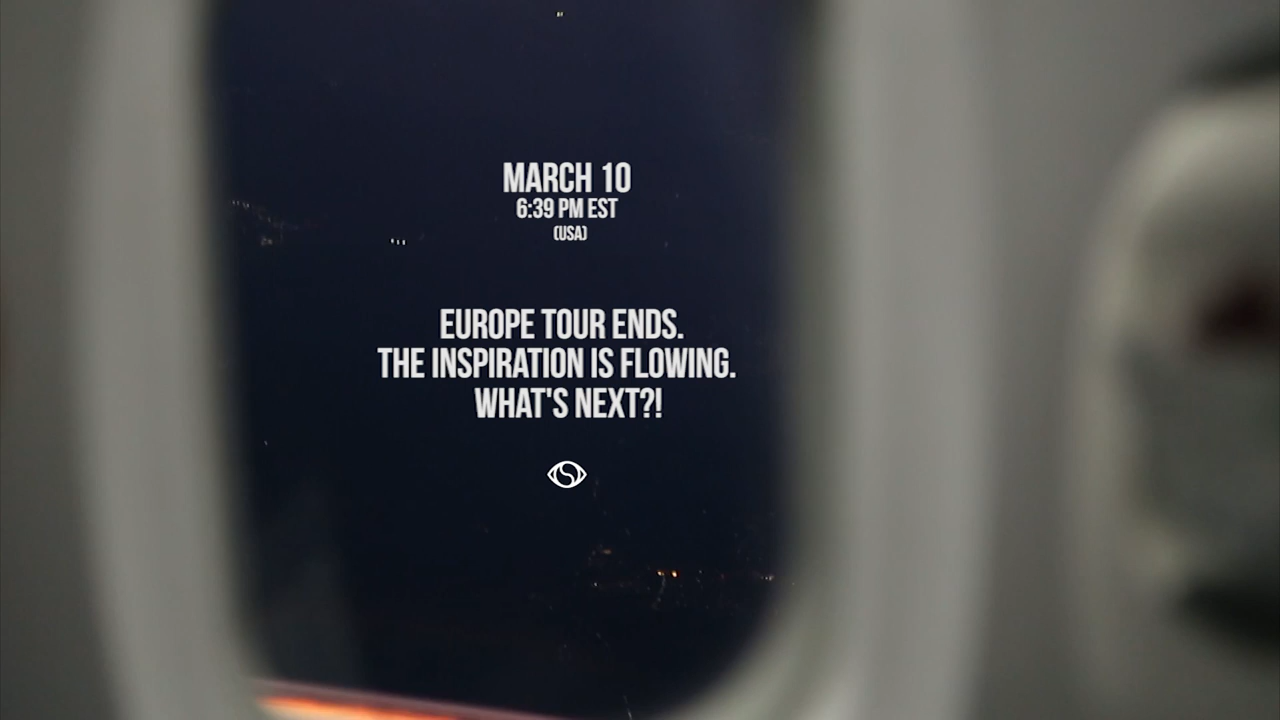 MARCH 10
6:39 PM EST
(USA)
EUROPE TOUR ENDS.
THE INSPIRATION IS FLOWING.
WHAT'S NEXT?!